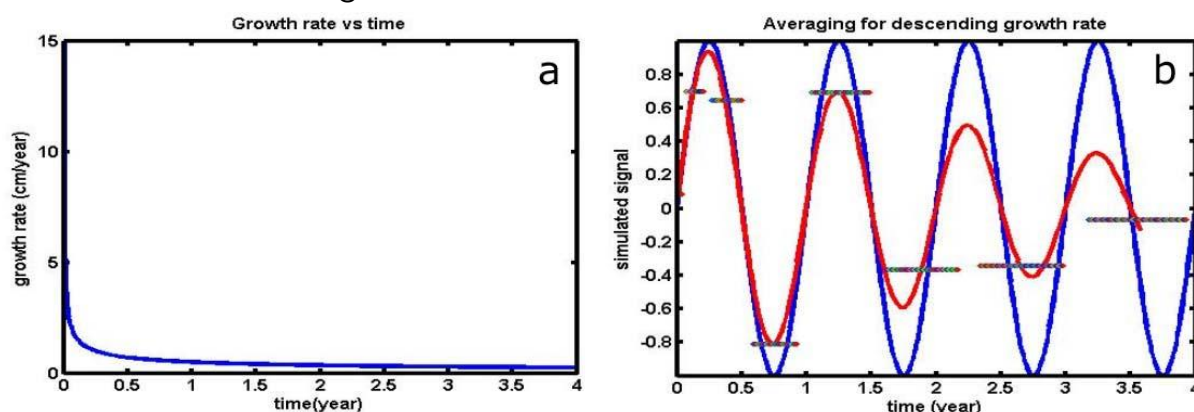 Growth rate vs time
15
10
5
0
growth rate (cm/year)
a
0 0.5 1 1.5 2 2.5 3 3.5 4
time(year)
Averaging for descending growth rate
0.8
0.6
0.4
0.2
0
-0.2
-0.4
-0.6
-0.8
simulated signal
b
0 0.5 1 1.5 2 2.5 3 3.5 4
time (year)